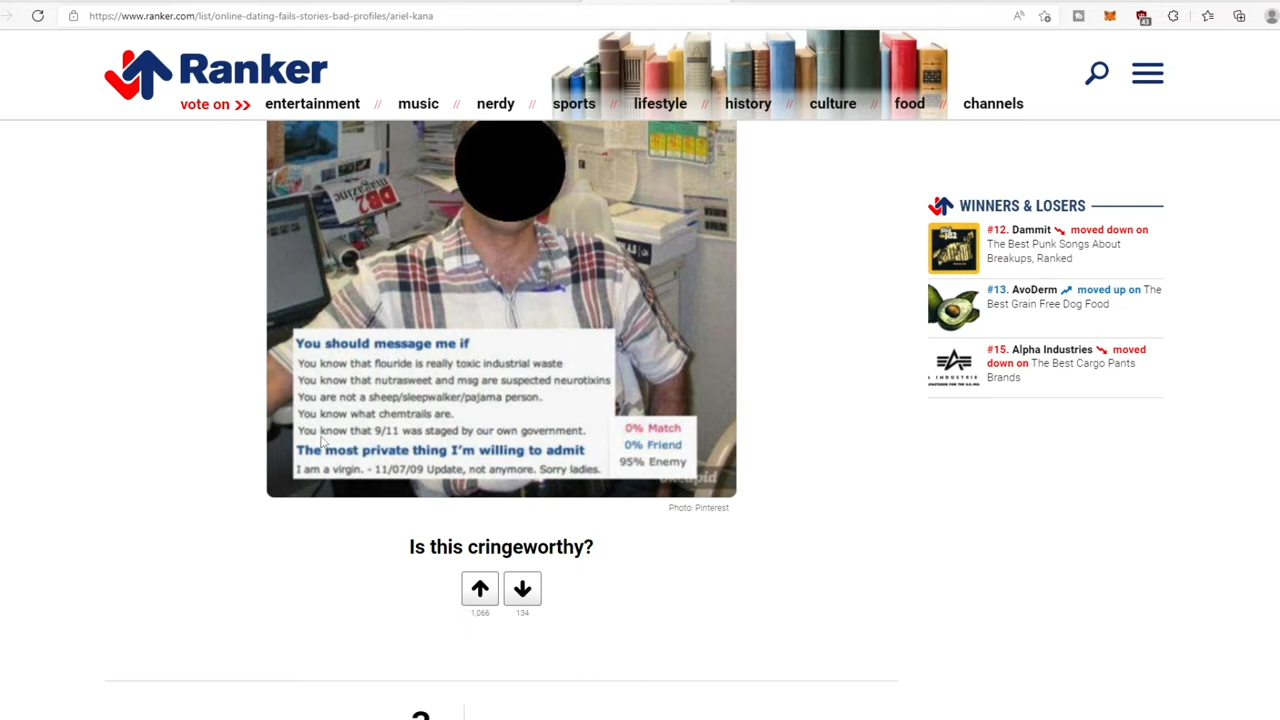 https://www.ranker.com/list/online-dating-fails-stories-bad-profiles/ariel-kana
43
Ranker
vote on >> entertainment // music // nerdy // sports // lifestyle // history // culture // food // channels
DB2
magazine
You should message me if
You know that flouride is really toxic industrial waste
You know that nutrasweet and msg are suspected neurotixins
You are not a sheep/sleepwalker/pajama person.
You know what chemtrails are.
You know that 9/11 was staged by our own government.
The most private thing I'm willing to admit
I am a virgin. - 11/07/09 Update, not anymore. Sorry ladies.
0% Match
0% Friend
95% Enemy
okcupid
Photo: Pinterest
Is this cringeworthy?
1,066 134
WINNERS & LOSERS
#12. Dammit moved down on
The Best Punk Songs About
Breakups, Ranked
#13. AvoDerm moved up on The
Best Grain Free Dog Food
#15. Alpha Industries moved
down on The Best Cargo Pants
Brands